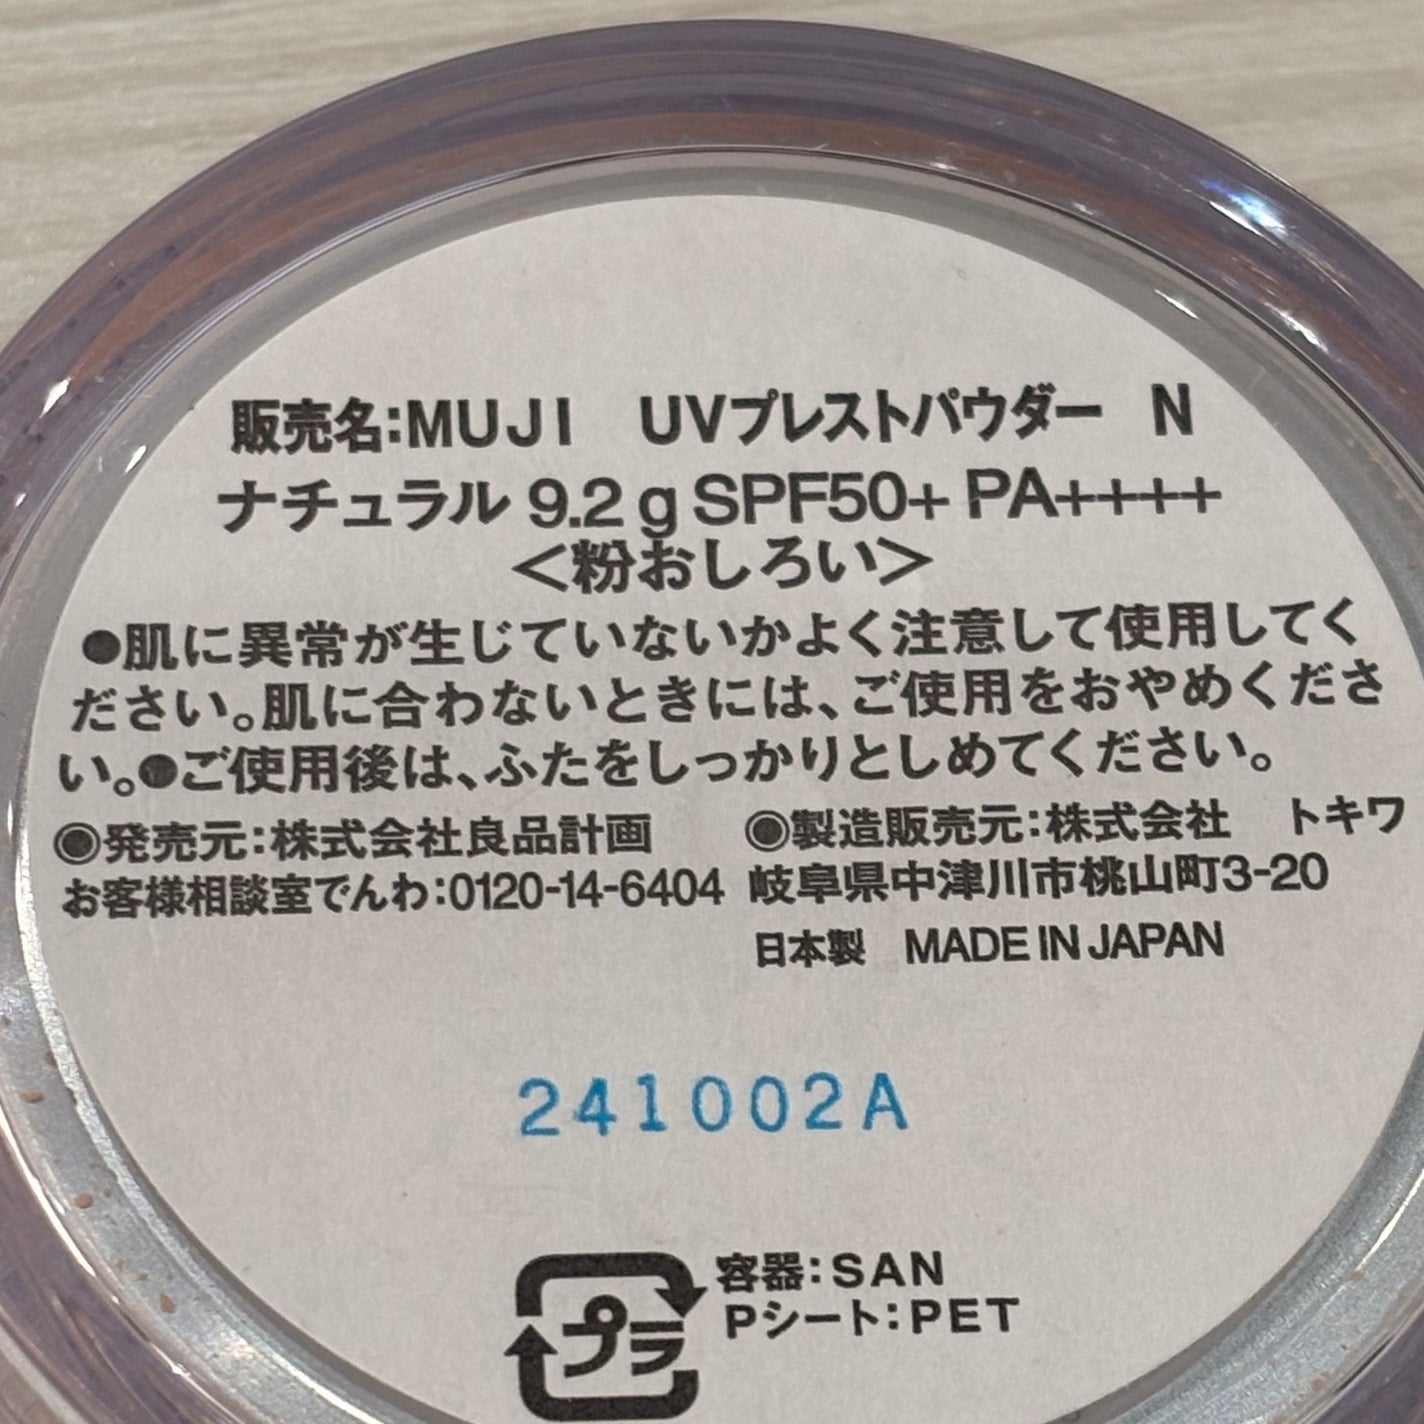 販売名:MUJI UVプレストパウダー N
ナチュラル 9.2 g SPF50+ PA++++
<粉おしろい>
●肌に異常が生じていないかよく注意して使用してく
ださい。肌に合わないときには、ご使用をおやめくださ
い。●ご使用後は、ふたをしっかりとしめてください。
◉発売元:株式会社良品計画
お客様相談室でんわ:0120-14-6404
◉製造販売元:株式会社 トキワ
岐阜県中津川市桃山町3-20
日本製 MADE IN JAPAN
241002A
プラ
容器:SAN
Pシート:PET